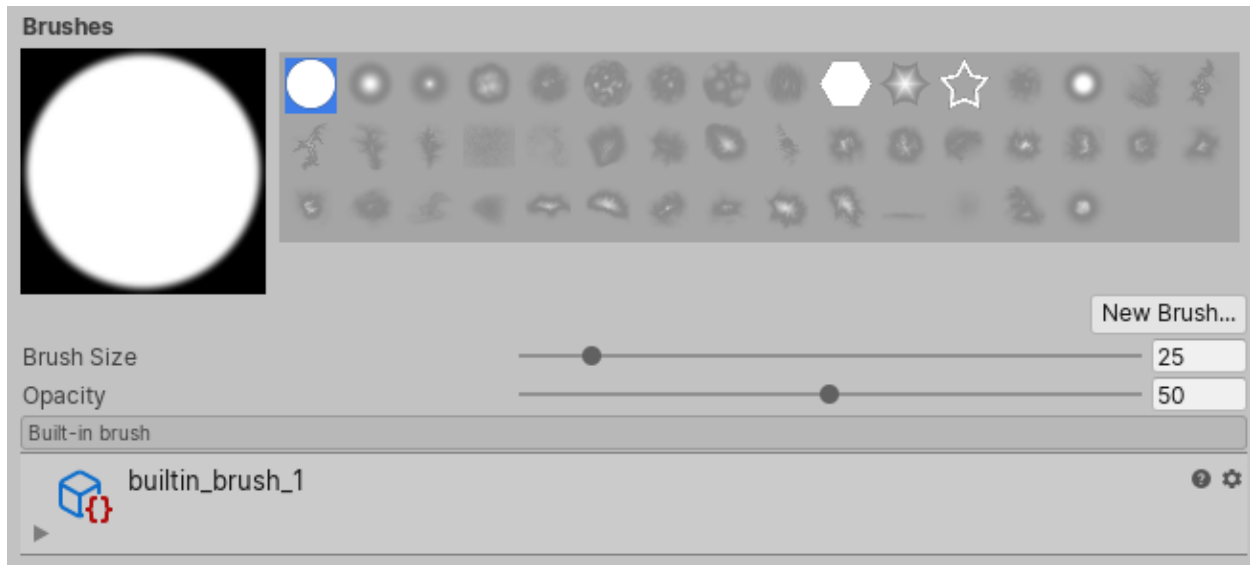 Brushes
New Brush...
Brush Size 25
Opacity 50
Built-in brush
builtin_brush_1